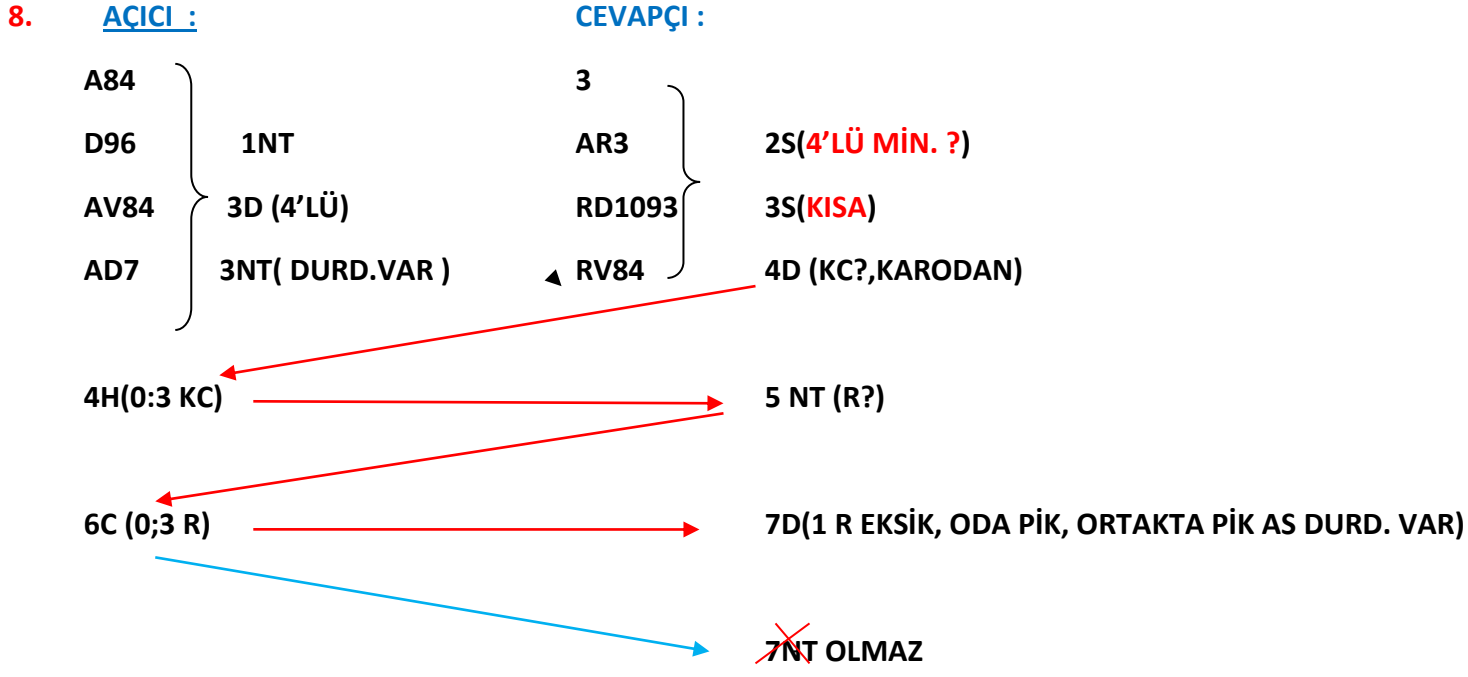 8. AÇICI : CEVAPÇI :
A84 3
D96 1NT AR3 2S(4’LÜ MİN. ?)
AV84 3D (4’LÜ) RD1093 3S(KISA)
AD7 3NT( DURD.VAR ) RV84 4D (KC?,KARODAN)
4H(0:3 KC) 5 NT (R?)
6C (0;3 R) 7D(1 R EKSİK, ODA PİK, ORTAKTA PİK AS DURD. VAR)
7NT OLMAZ